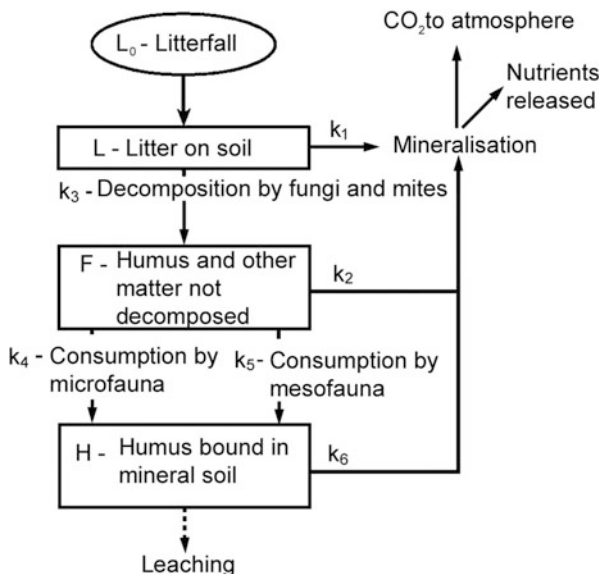 CO₂ to atmosphere
L₀ - Litterfall
Nutrients
released
k₁
L - Litter on soil
Mineralisation
k₃ - Decomposition by fungi and mites
F - Humus and other
matter not
decomposed
k₂
k₄ - Consumption by
microfauna
k₅- Consumption by
mesofauna
H - Humus bound in
mineral soil
k₆
Leaching